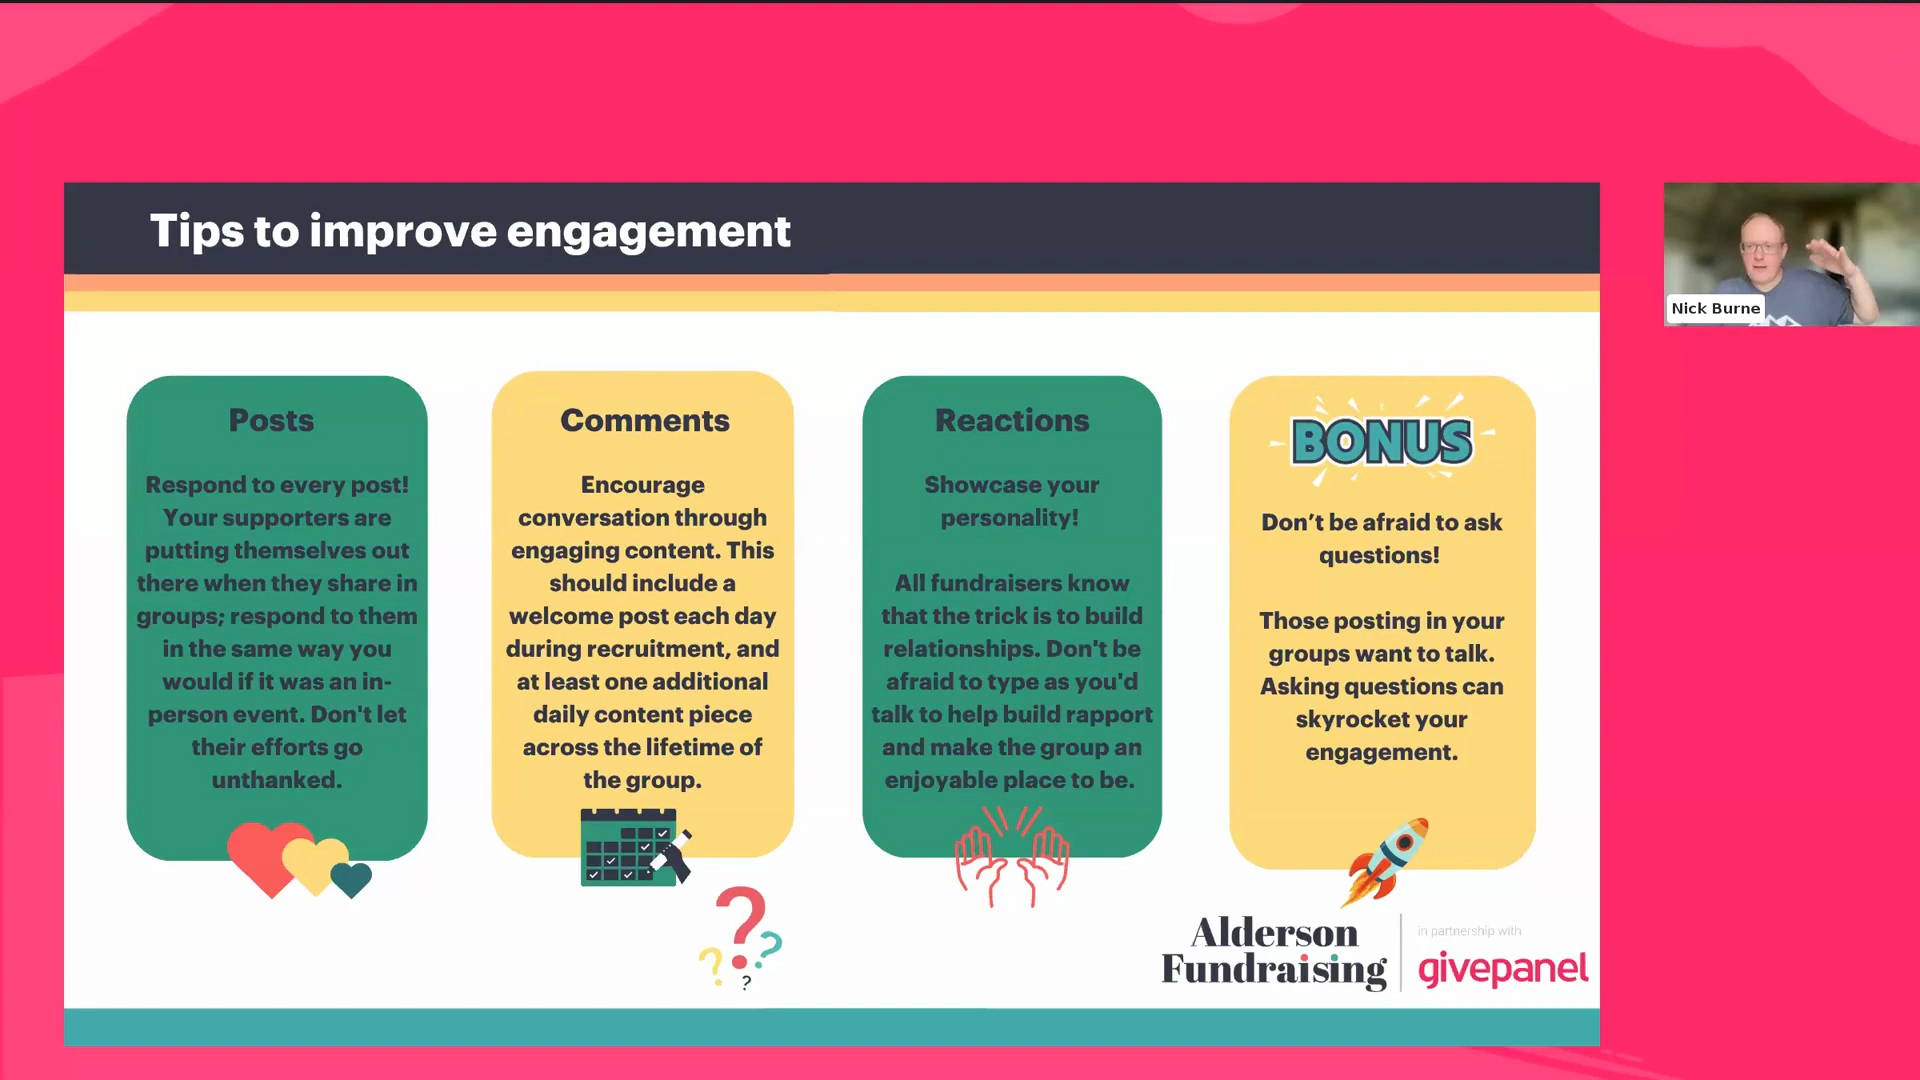 Tips to improve engagement
Posts
Respond to every post!
Your supporters are
putting themselves out
there when they share in
groups; respond to them
in the same way you
would if it was an in-
person event. Don't let
their efforts go
unthanked.
Comments
Encourage
conversation through
engaging content. This
should include a
welcome post each day
during recruitment, and
at least one additional
daily content piece
across the lifetime of
the group.
Reactions
Showcase your
personality!
All fundraisers know
that the trick is to build
relationships. Don't be
afraid to type as you'd
talk to help build rapport
and make the group an
enjoyable place to be.
BONUS
Don’t be afraid to ask
questions!
Those posting in your
groups want to talk.
Asking questions can
skyrocket your
engagement.
? ? ? ?
Alderson
Fundraising
in partnership with
givepanel
Nick Burne